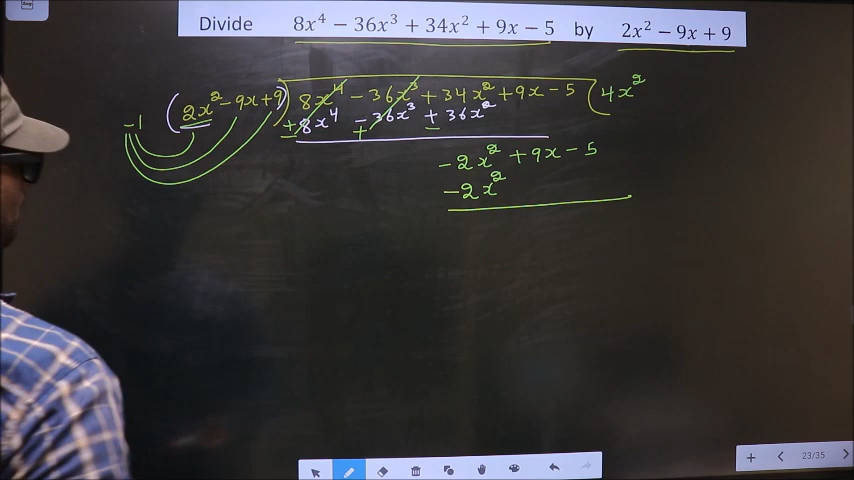 Divide 8x⁴ − 36x³ + 34x² + 9x − 5 by 2x² − 9x + 9
−1 (2x² − 9x + 9) 8x⁴ − 36x³ + 34x² + 9x − 5 (4x²
8x⁴ − 36x³ + 36x²
− + −
−2x² + 9x − 5
−2x²
23/35